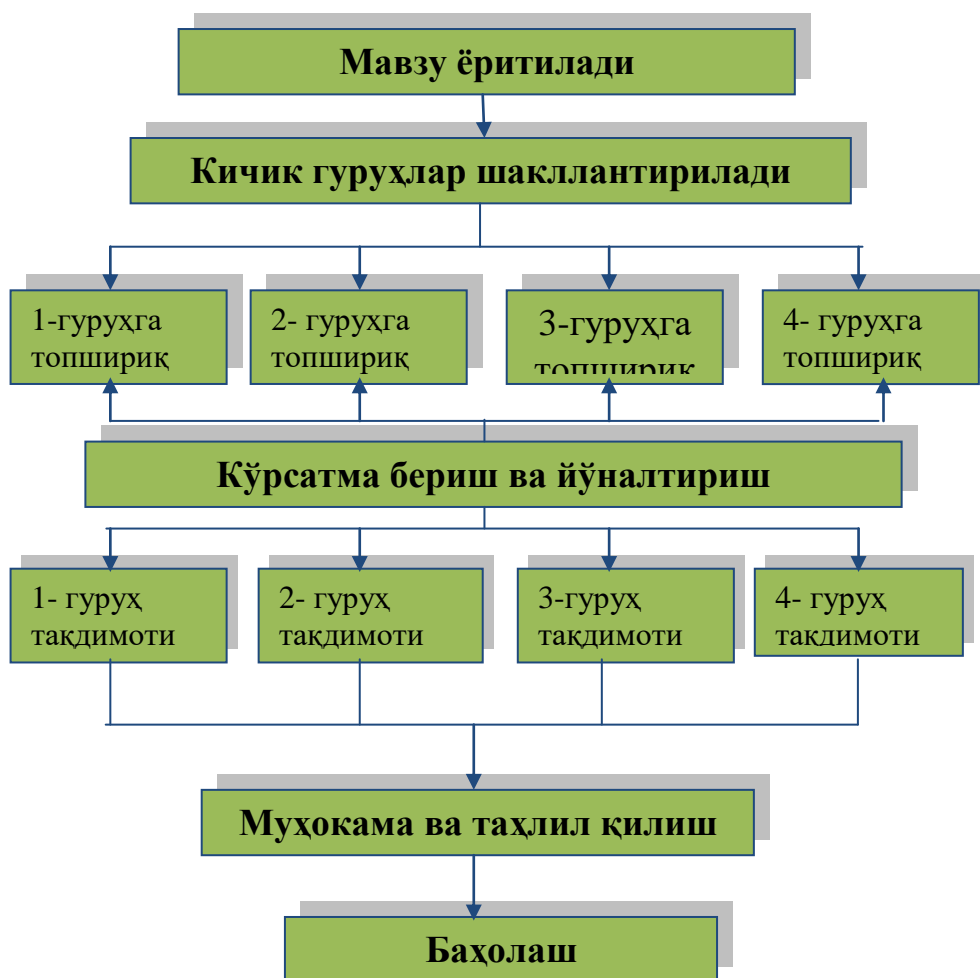 Мавзу ёритилади
Кичик гуруҳлар шакллантирилади
1-гуруҳга
топшириқ
2- гуруҳга
топшириқ
3-гуруҳга
топшириқ
4- гуруҳга
топшириқ
Кўрсатма бериш ва йўналтириш
1- гуруҳ
тақдимоти
2- гуруҳ
тақдимоти
3-гуруҳ
тақдимоти
4- гуруҳ
тақдимоти
Муҳокама ва таҳлил қилиш
Баҳолаш